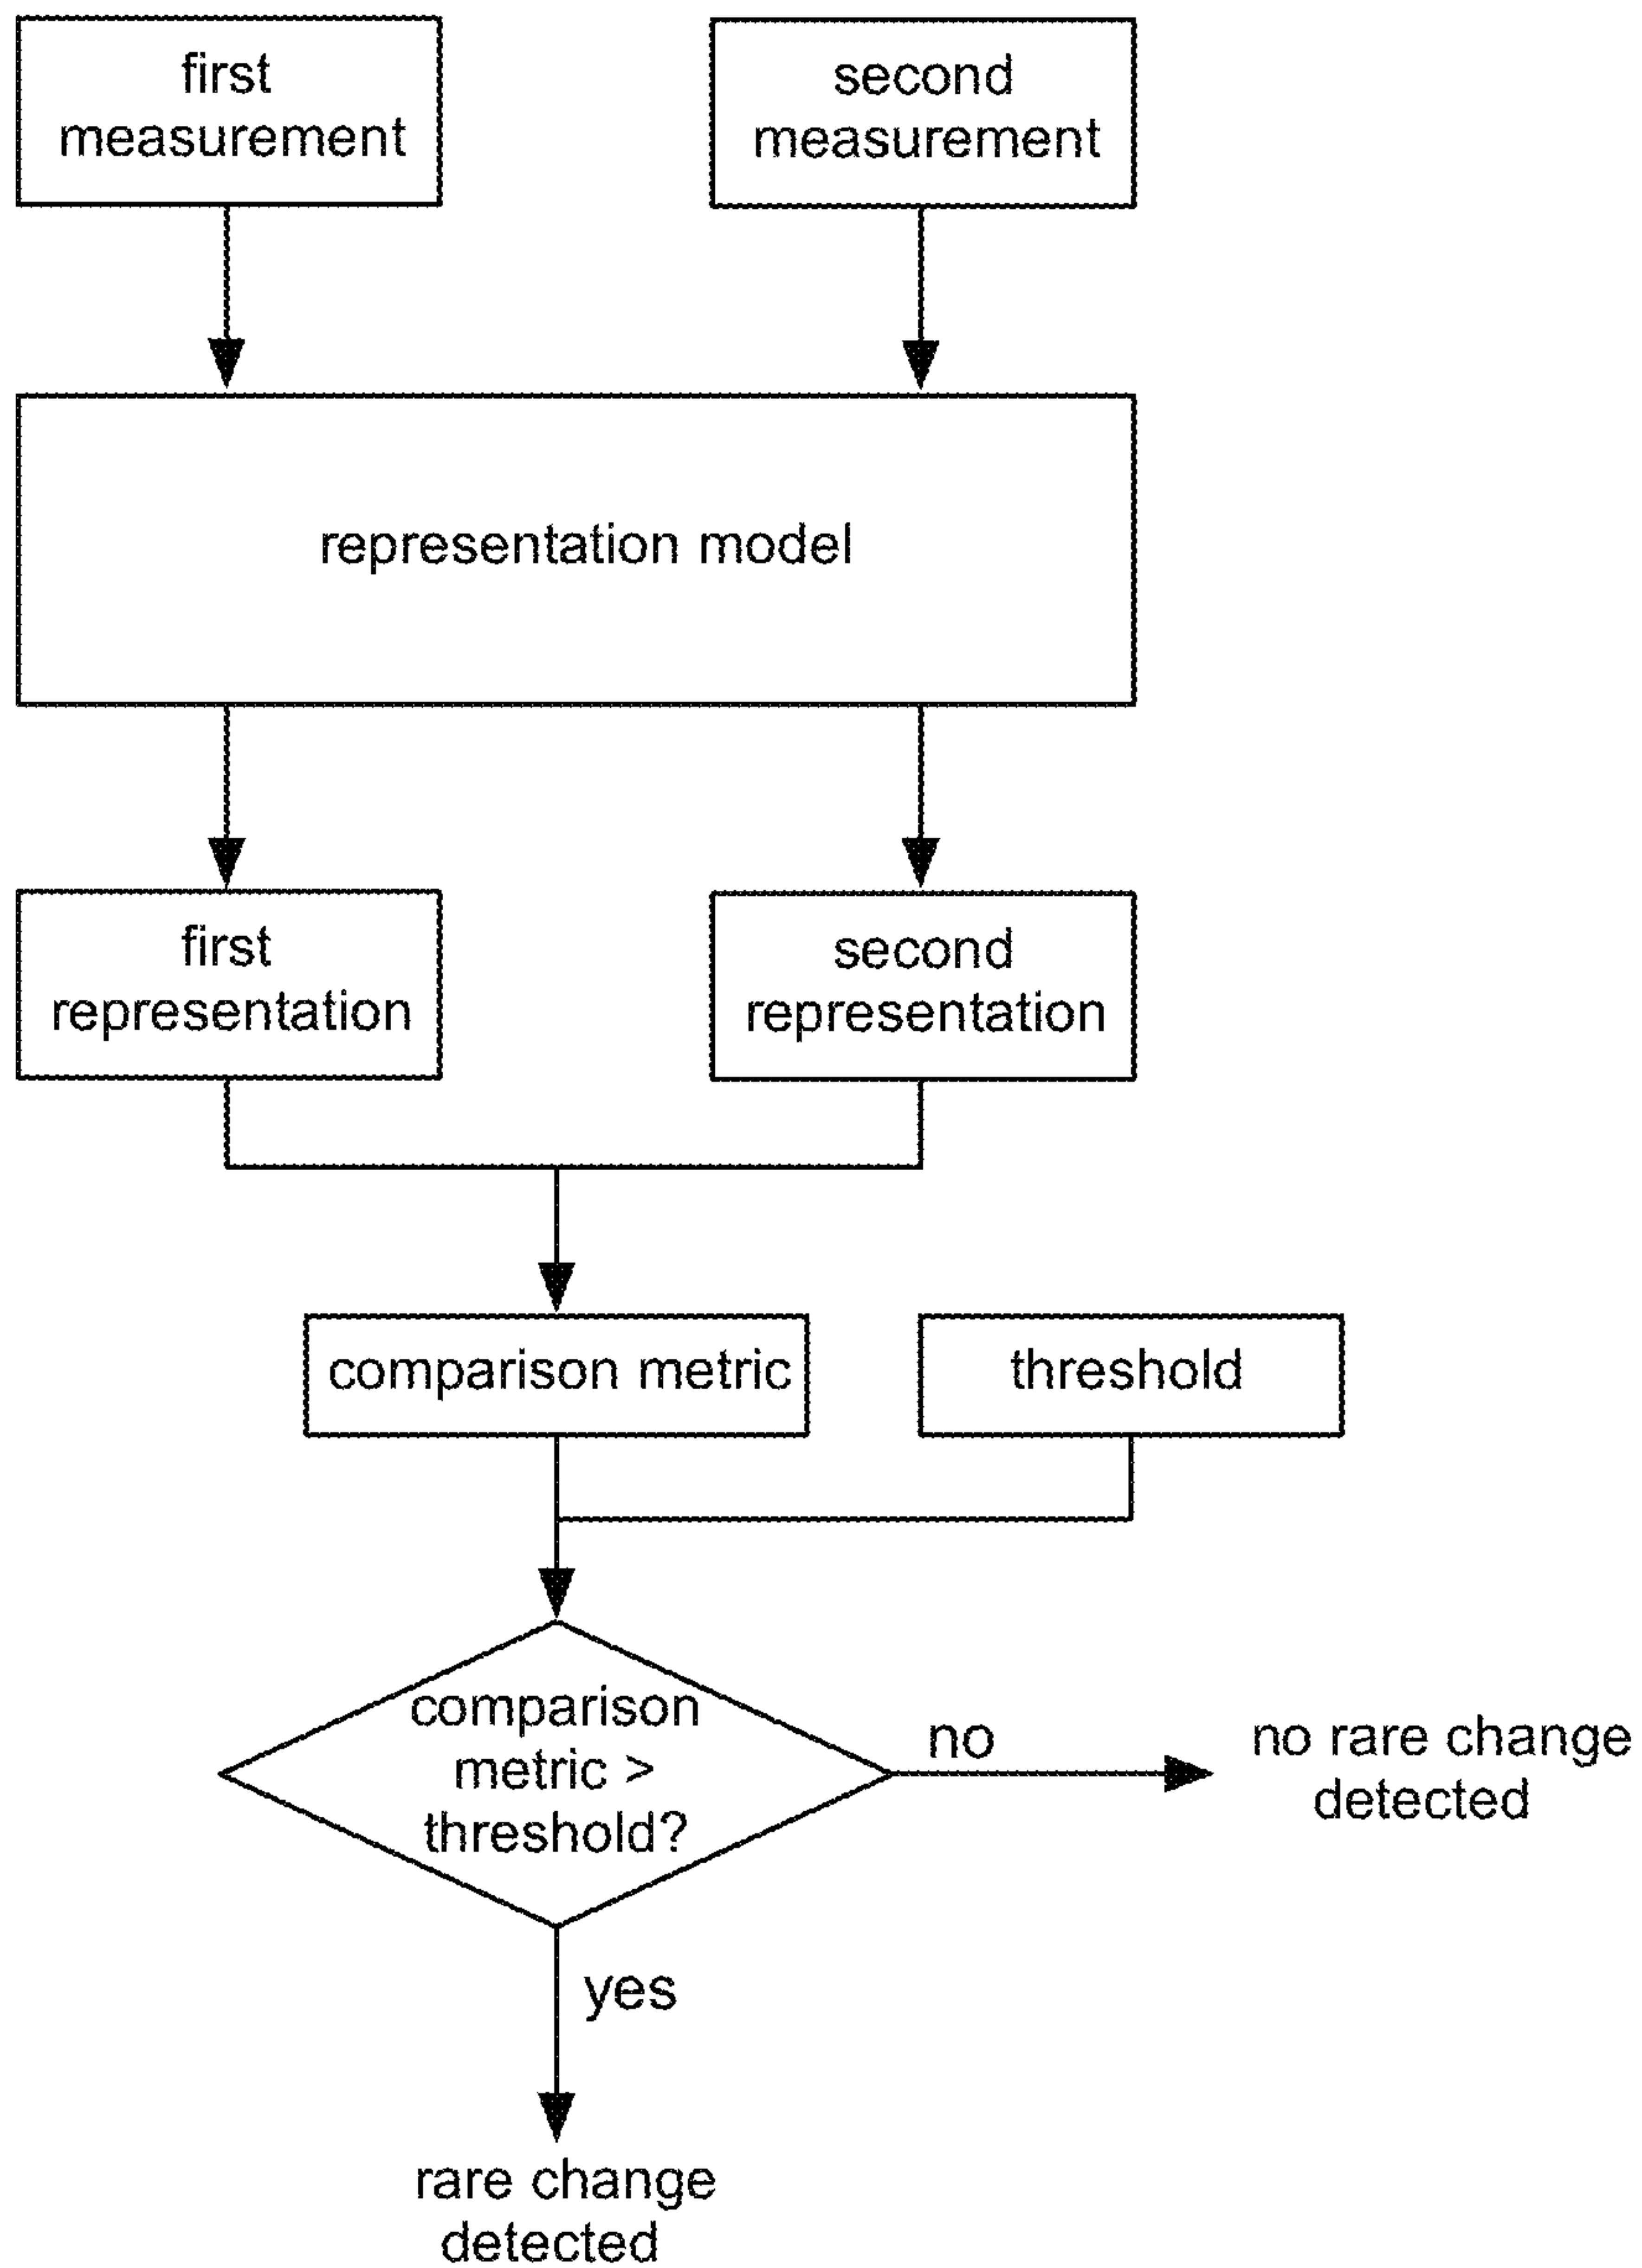 first
measurement
second
measurement
representation model
first
representation
second
representation
comparison metric
threshold
comparison
metric >
threshold?
no
no rare change
detected
yes
rare change
detected